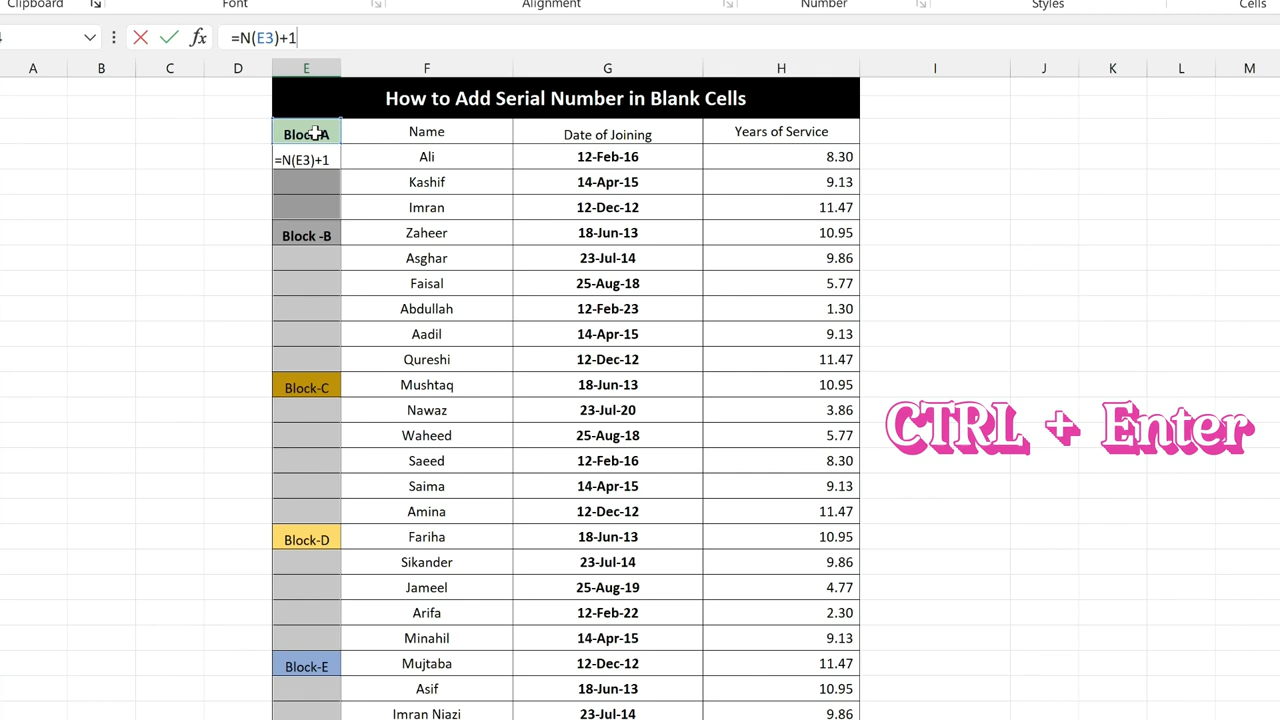 Clipboard Font Alignment Number Styles Cells
fx =N(E3)+1
A B C D E F G H I J K L M
How to Add Serial Number in Blank Cells
Name Date of Joining Years of Service
=N(E3)+1 Ali 12-Feb-16 8.30
Kashif 14-Apr-15 9.13
Imran 12-Dec-12 11.47
Block -B Zaheer 18-Jun-13 10.95
Asghar 23-Jul-14 9.86
Faisal 25-Aug-18 5.77
Abdullah 12-Feb-23 1.30
Aadil 14-Apr-15 9.13
Qureshi 12-Dec-12 11.47
Block-C Mushtaq 18-Jun-13 10.95
Nawaz 23-Jul-20 3.86
CTRL + Enter
Waheed 25-Aug-18 5.77
Saeed 12-Feb-16 8.30
Saima 14-Apr-15 9.13
Amina 12-Dec-12 11.47
Block-D Fariha 18-Jun-13 10.95
Sikander 23-Jul-14 9.86
Jameel 25-Aug-19 4.77
Arifa 12-Feb-22 2.30
Minahil 14-Apr-15 9.13
Block-E Mujtaba 12-Dec-12 11.47
Asif 18-Jun-13 10.95
Imran Niazi 23-Jul-14 9.86